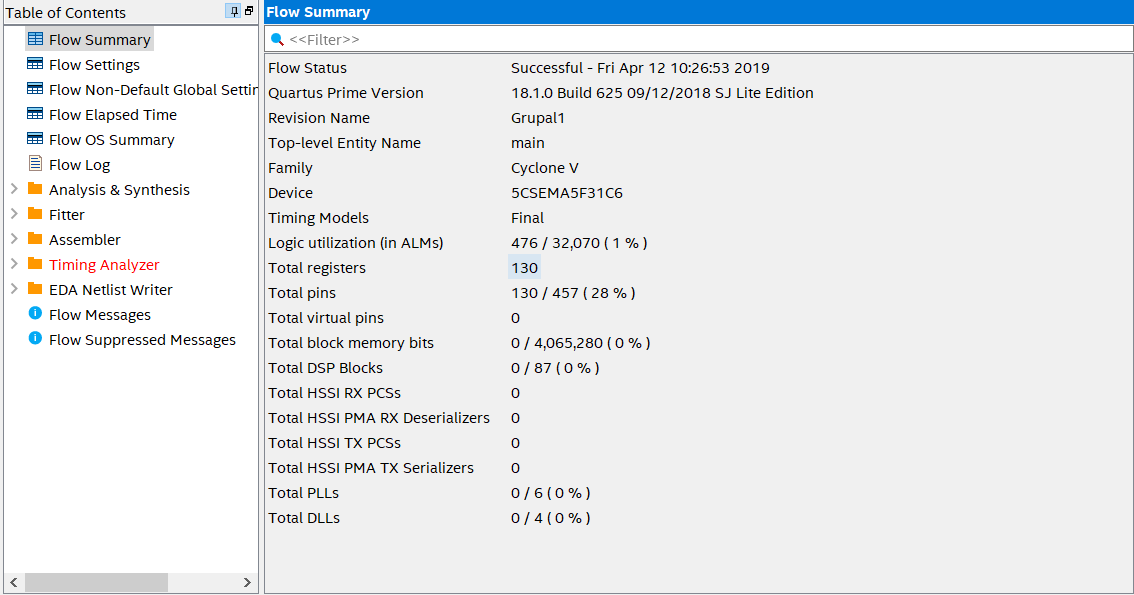 Table of Contents
Flow Summary
Flow Settings
Flow Non-Default Global Settin
Flow Elapsed Time
Flow OS Summary
Flow Log
Analysis & Synthesis
Fitter
Assembler
Timing Analyzer
EDA Netlist Writer
Flow Messages
Flow Suppressed Messages
Flow Summary
<<Filter>>
Flow Status Successful - Fri Apr 12 10:26:53 2019
Quartus Prime Version 18.1.0 Build 625 09/12/2018 SJ Lite Edition
Revision Name Grupal1
Top-level Entity Name main
Family Cyclone V
Device 5CSEMA5F31C6
Timing Models Final
Logic utilization (in ALMs) 476 / 32,070 ( 1 % )
Total registers 130
Total pins 130 / 457 ( 28 % )
Total virtual pins 0
Total block memory bits 0 / 4,065,280 ( 0 % )
Total DSP Blocks 0 / 87 ( 0 % )
Total HSSI RX PCSs 0
Total HSSI PMA RX Deserializers 0
Total HSSI TX PCSs 0
Total HSSI PMA TX Serializers 0
Total PLLs 0 / 6 ( 0 % )
Total DLLs 0 / 4 ( 0 % )